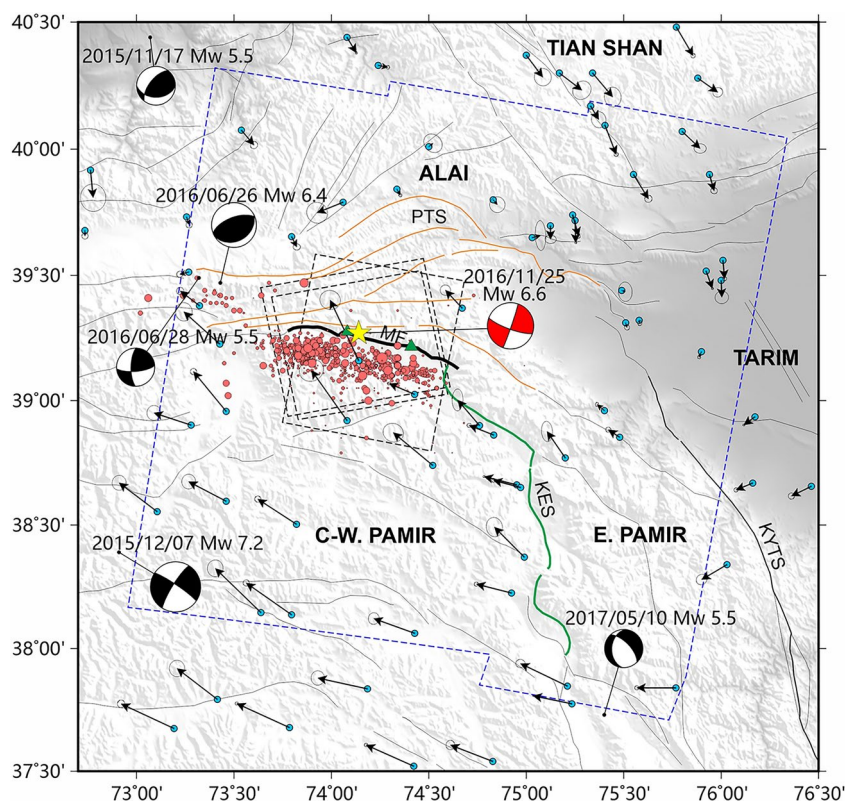 40°30'
TIAN SHAN
2015/11/17 Mw 5.5
40°00'
ALAI
2016/06/26 Mw 6.4
PTS
39°30'
2016/11/25
Mw 6.6
MF
2016/06/28 Mw 5.5
TARIM
39°00'
KES
38°30'
C-W. PAMIR
E. PAMIR
KYTS
2015/12/07 Mw 7.2
2017/05/10 Mw 5.5
38°00'
37°30'
73°00' 73°30' 74°00' 74°30' 75°00' 75°30' 76°00' 76°30'